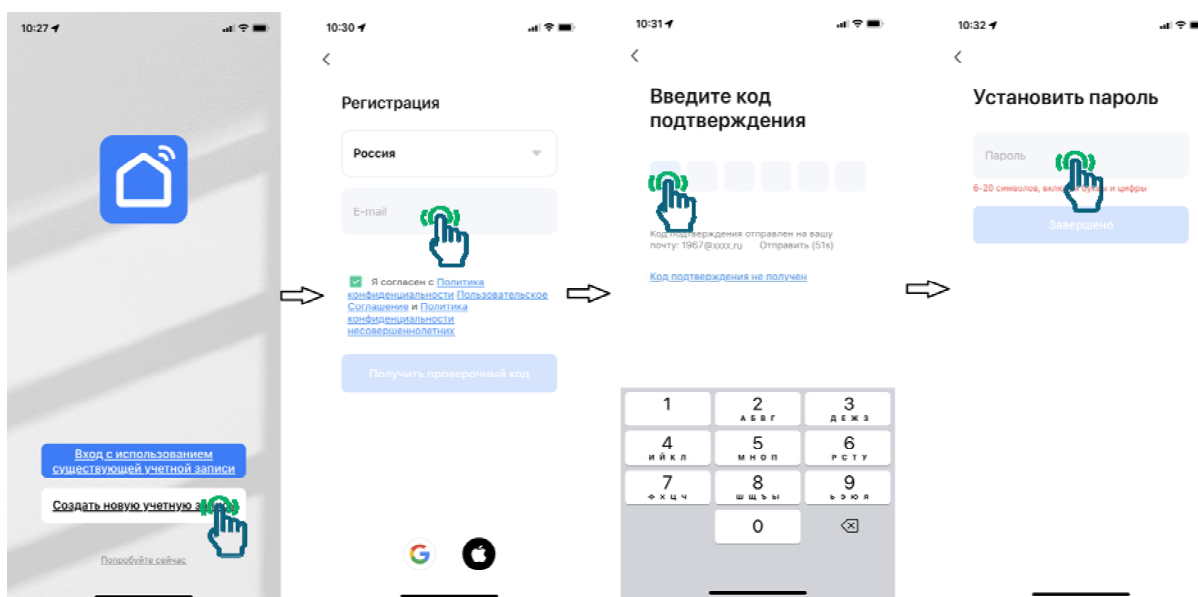 10:27
Вход с использованием
существующей учетной записи
Создать новую учетную
Попробуйте сейчас
10:30
Регистрация
Россия
E-mail
Я согласен с Политика
конфиденциальности Пользовательское
Соглашение и Политика
конфиденциальности
несовершеннолетних
Получить проверочный код
G
10:31
Введите код
подтверждения
Код подтверждения отправлен на вашу
почту: 1967@xxxx.ru Отправить (51s)
Код подтверждения не получен
1 2 3
АБВГ ДЕЖЗ
4 5 6
ИЙКЛ МНОП РСТУ
7 8 9
ФХЦЧ ШЩЪЫ ЬЭЮЯ
0
10:32
Установить пароль
Пароль
6-20 символов, буквы и цифры
Завершено